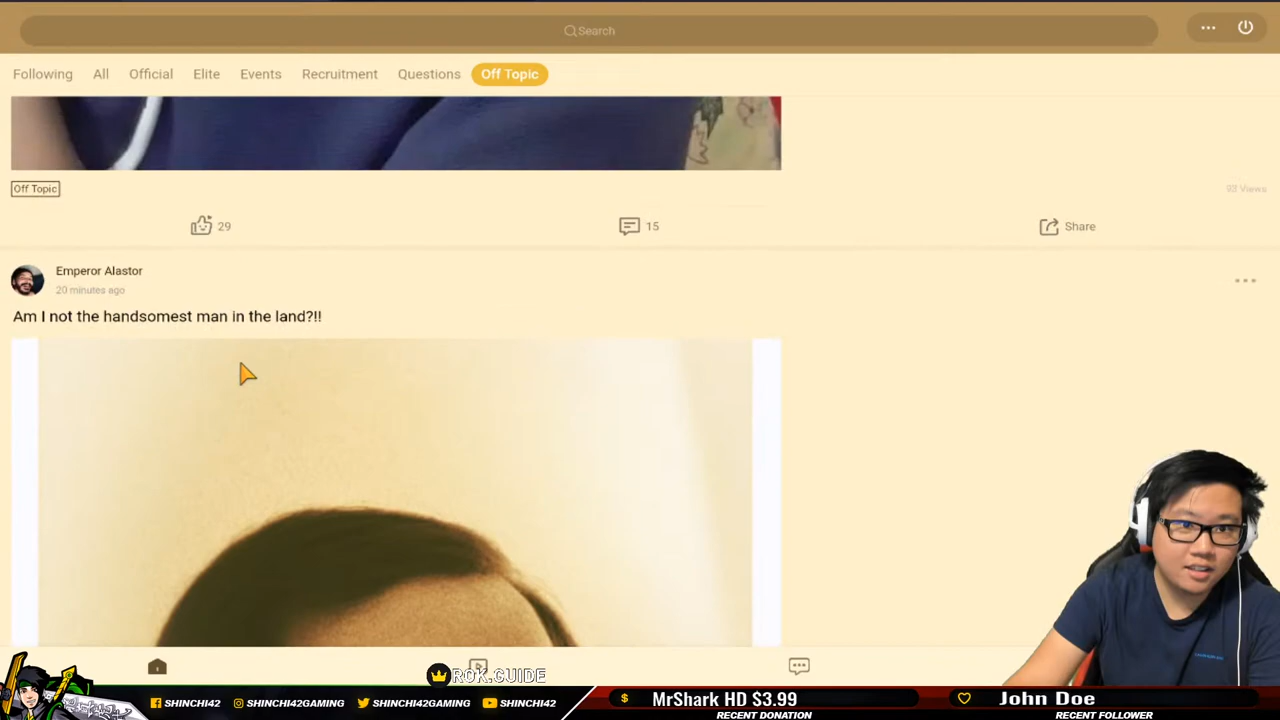 Search
Following All Official Elite Events Recruitment Questions Off Topic
Off Topic
93 Views
29
15
Share
Emperor Alastor
20 minutes ago
Am I not the handsomest man in the land?!!
ROK.GUIDE
SHINCHI42 SHINCHI42GAMING SHINCHI42GAMING SHINCHI42
$ MrShark HD $3.99
RECENT DONATION
John Doe
RECENT FOLLOWER